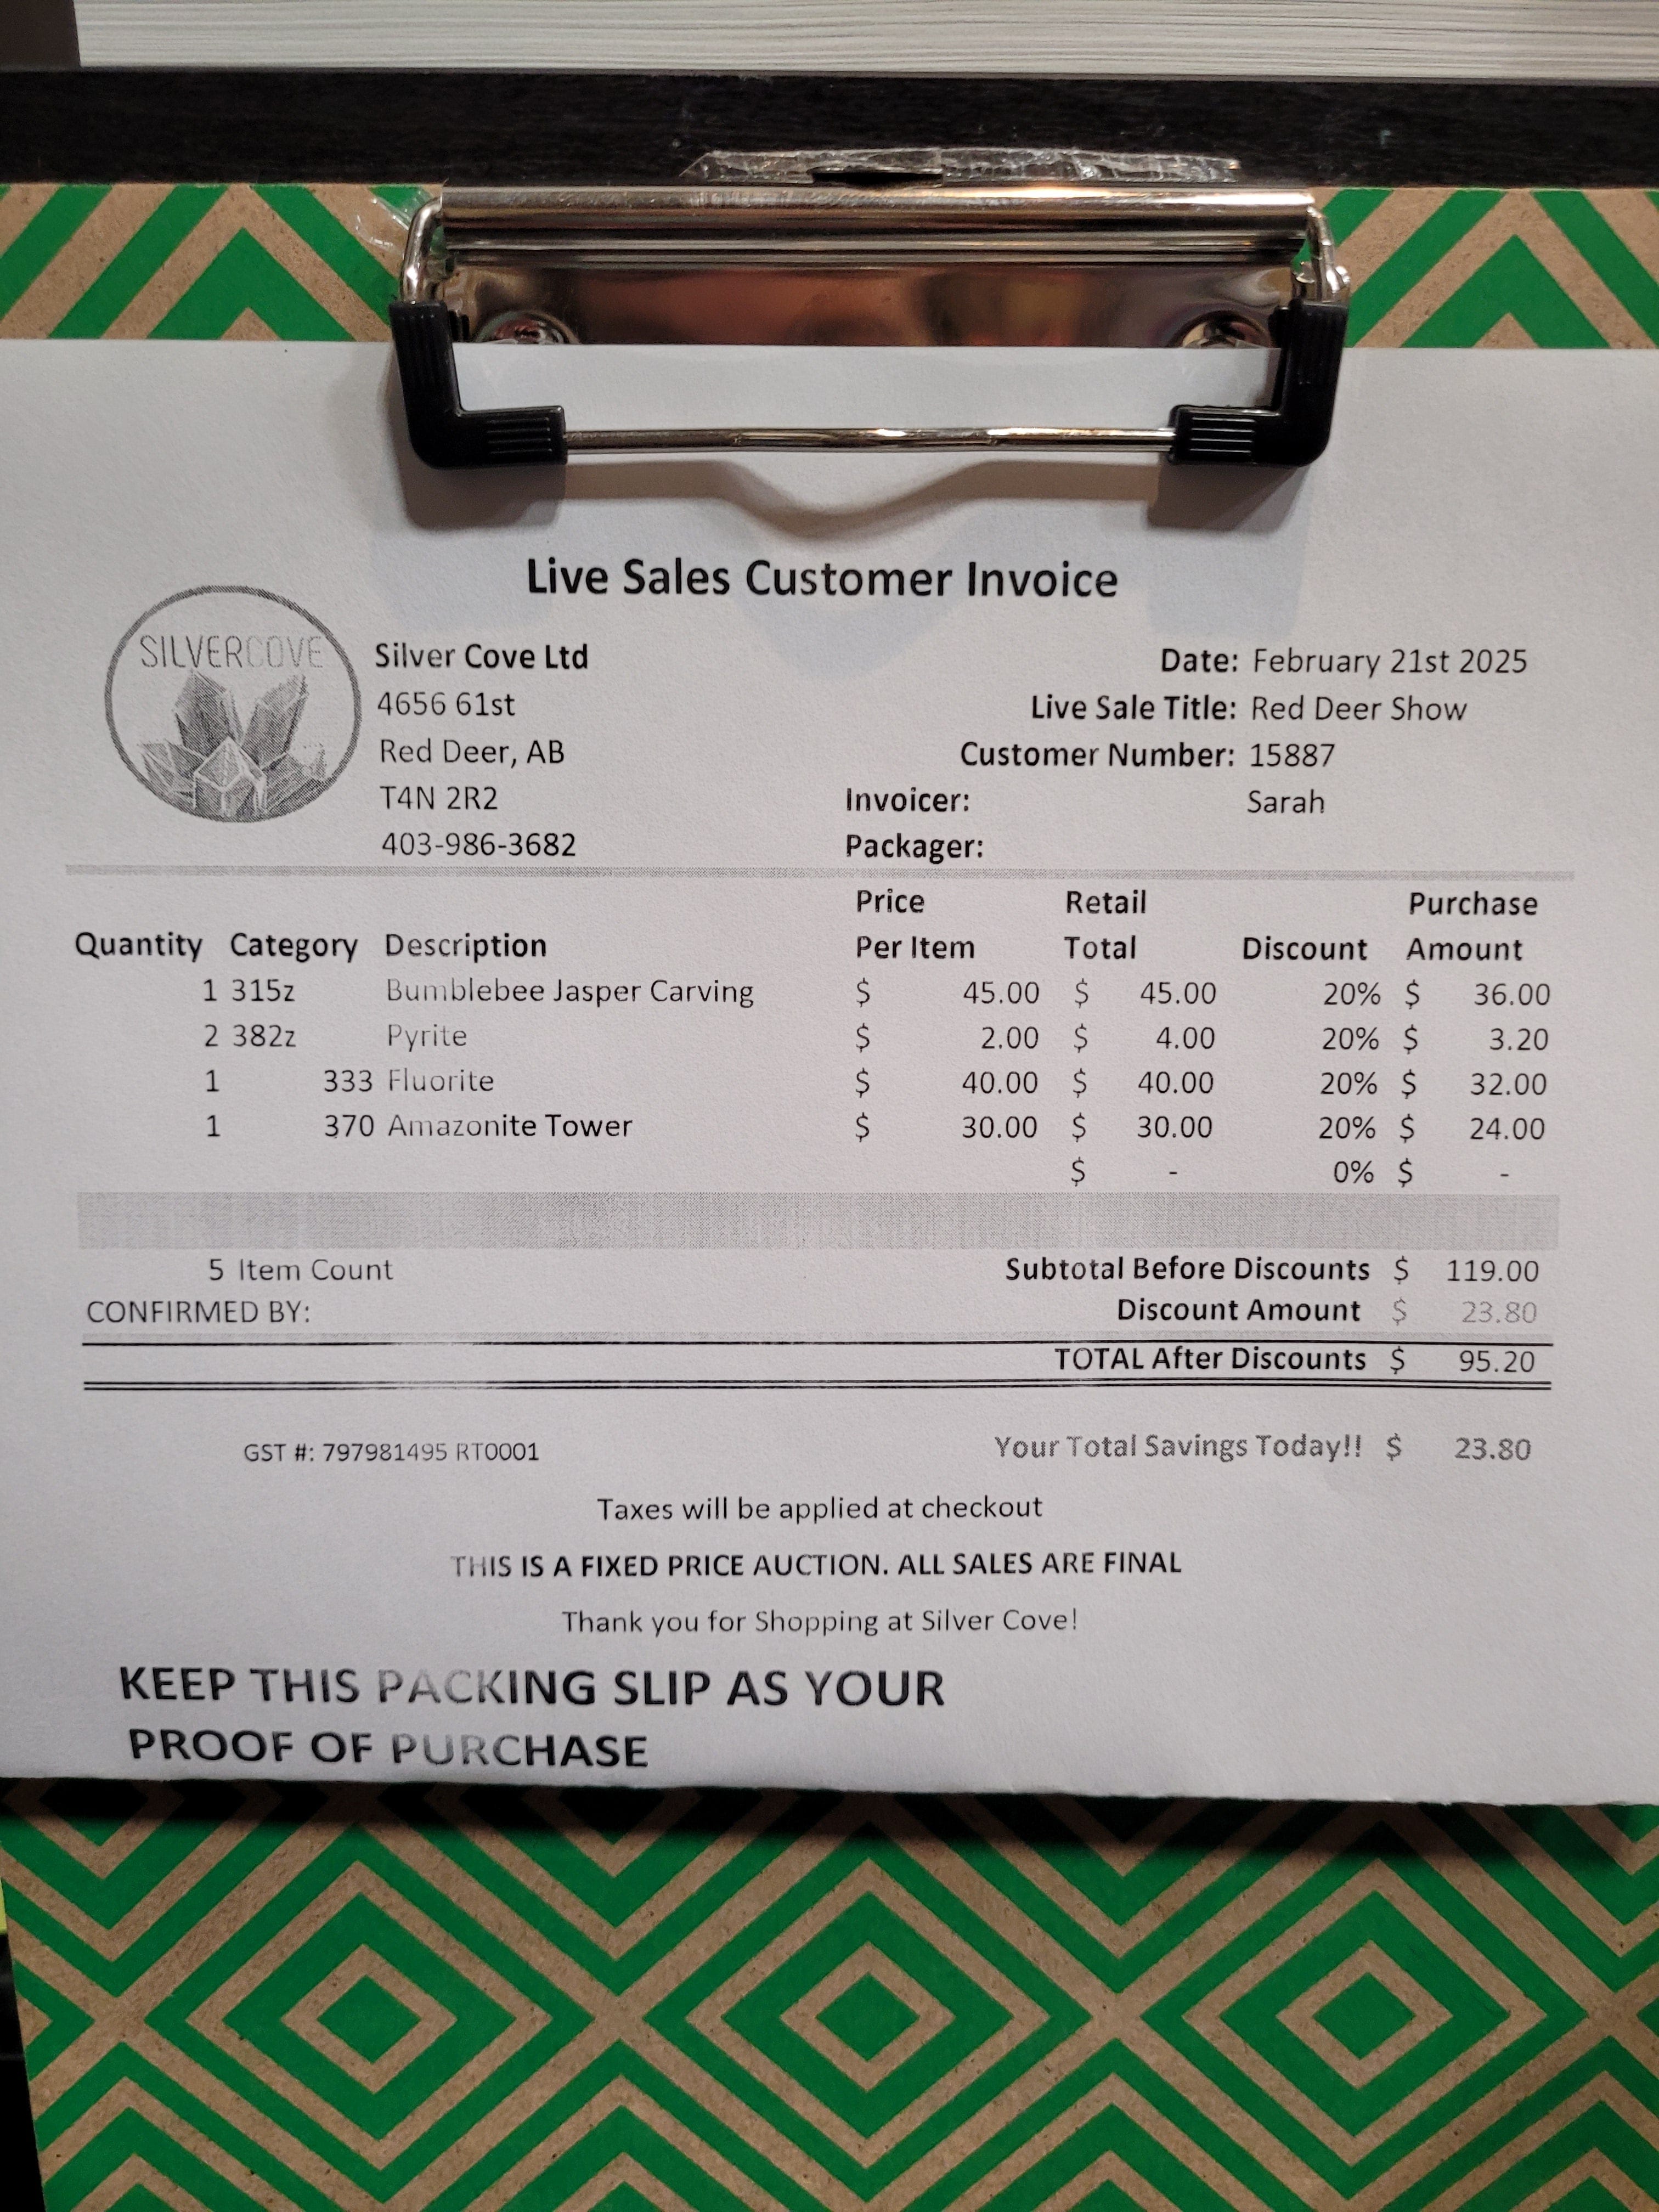 Live Sales Customer Invoice
SILVERCOVE
Silver Cove Ltd
4656 61st
Red Deer, AB
T4N 2R2
403-986-3682
Date: February 21st 2025
Live Sale Title: Red Deer Show
Customer Number: 15887
Invoicer: Sarah
Packager:
Quantity Category Description Price Per Item Retail Total Discount Purchase Amount
1 315z Bumblebee Jasper Carving $ 45.00 $ 45.00 20% $ 36.00
2 382z Pyrite $ 2.00 $ 4.00 20% $ 3.20
1 333 Fluorite $ 40.00 $ 40.00 20% $ 32.00
1 370 Amazonite Tower $ 30.00 $ 30.00 20% $ 24.00
$ - 0% $ -
5 Item Count Subtotal Before Discounts $ 119.00
CONFIRMED BY: Discount Amount $ 23.80
TOTAL After Discounts $ 95.20
GST #: 797981495 RT0001 Your Total Savings Today!! $ 23.80
Taxes will be applied at checkout
THIS IS A FIXED PRICE AUCTION. ALL SALES ARE FINAL
Thank you for Shopping at Silver Cove!
KEEP THIS PACKING SLIP AS YOUR
PROOF OF PURCHASE